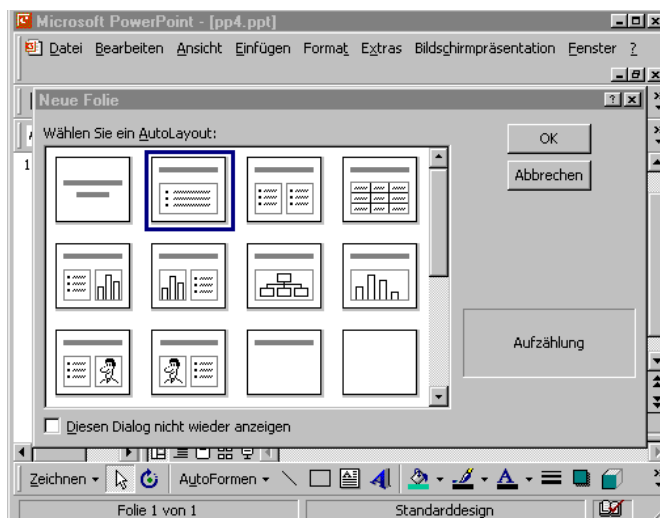 Microsoft PowerPoint - [pp4.ppt]
Datei Bearbeiten Ansicht Einfügen Format Extras Bildschirmpräsentation Fenster ?
Neue Folie
Wählen Sie ein AutoLayout:
OK
Abbrechen
1
Aufzählung
Diesen Dialog nicht wieder anzeigen
Zeichnen AutoFormen
Folie 1 von 1 Standarddesign